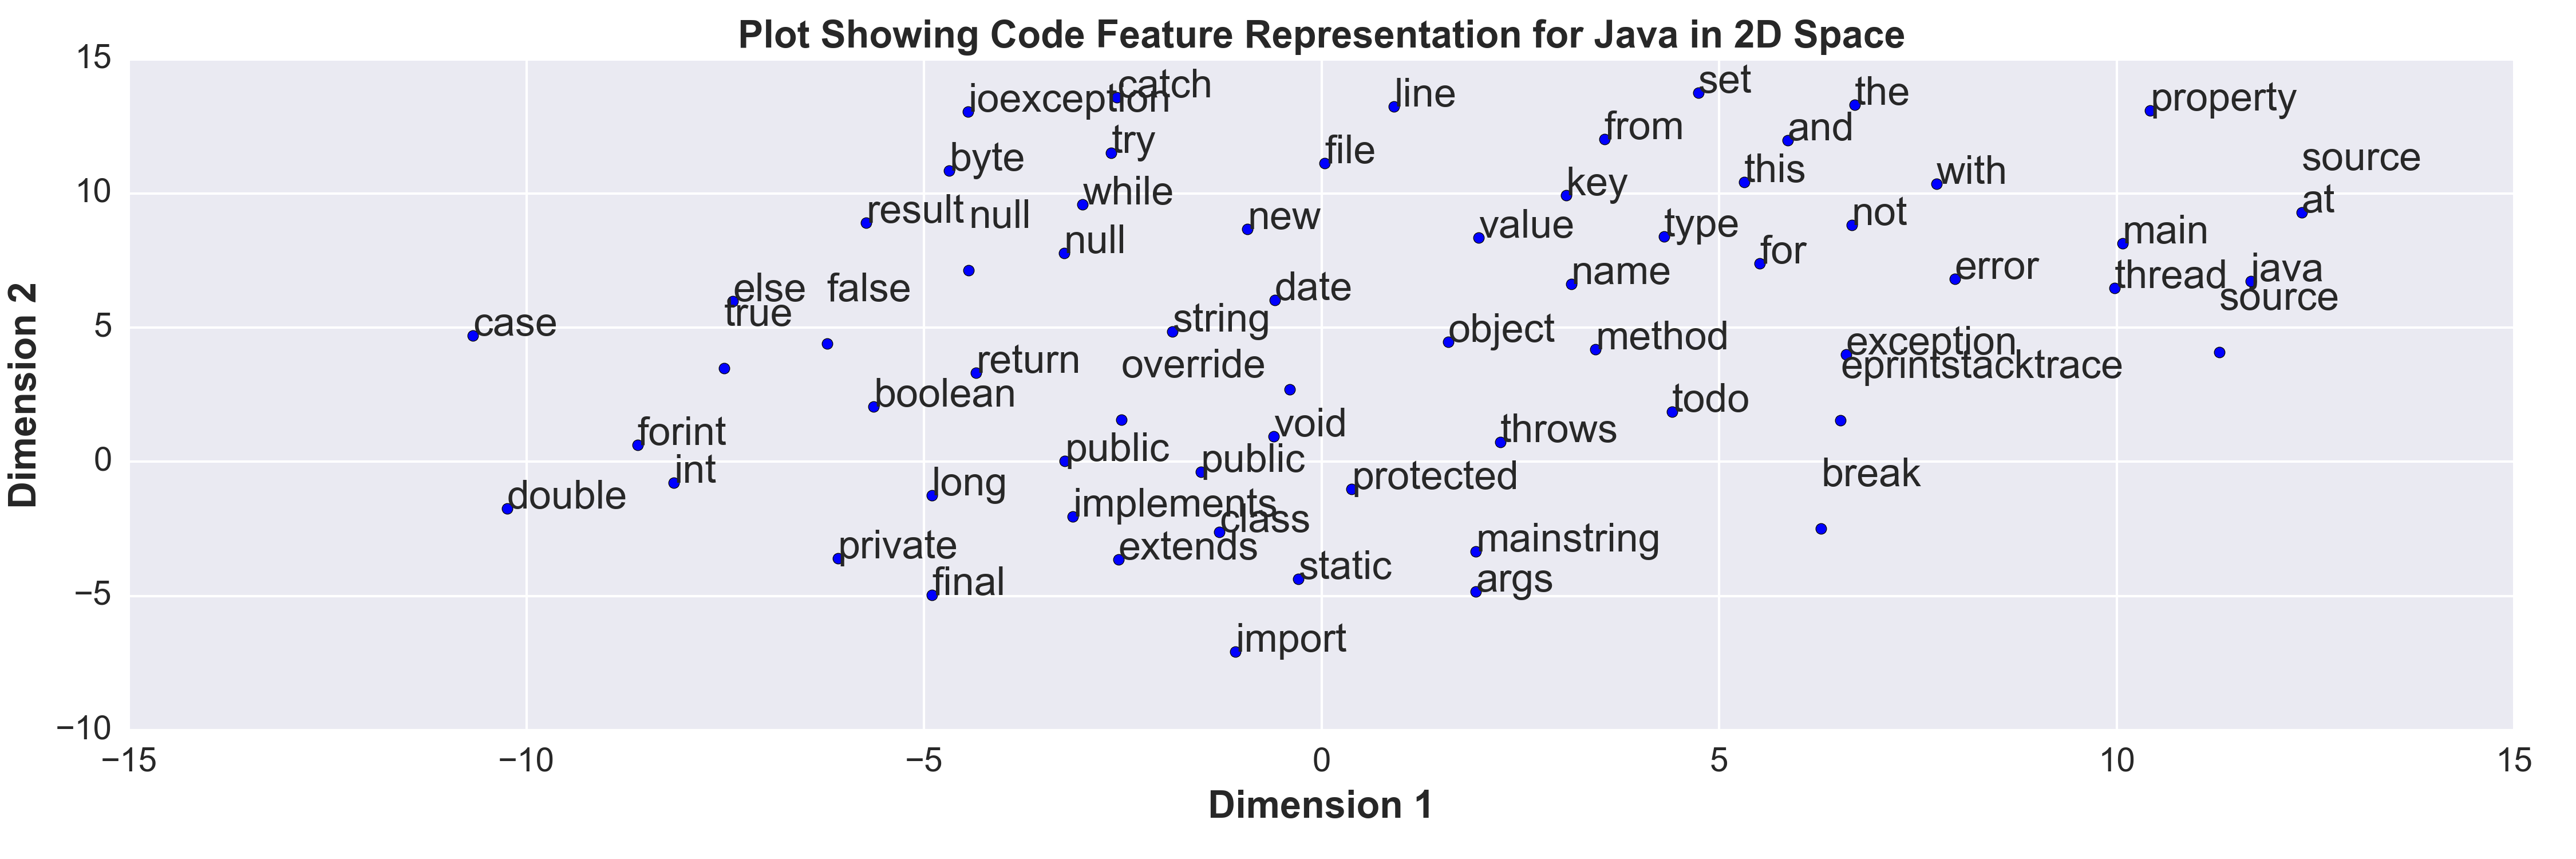 Plot Showing Code Feature Representation for Java in 2D Space
15
10
5
0
−5
−10
Dimension 2
catch
joexception
line
set
the
property
try
from
and
byte
file
this
with
source
while
key
at
result
null
new
value
type
not
main
null
for
else
false
date
name
error
thread
java
true
source
case
string
object
method
exception
return
override
eprintstacktrace
boolean
todo
forint
void
throws
int
public
public
double
long
protected
break
implements
class
private
extends
mainstring
final
static
args
import
−15
−10
−5
0
5
10
15
Dimension 1